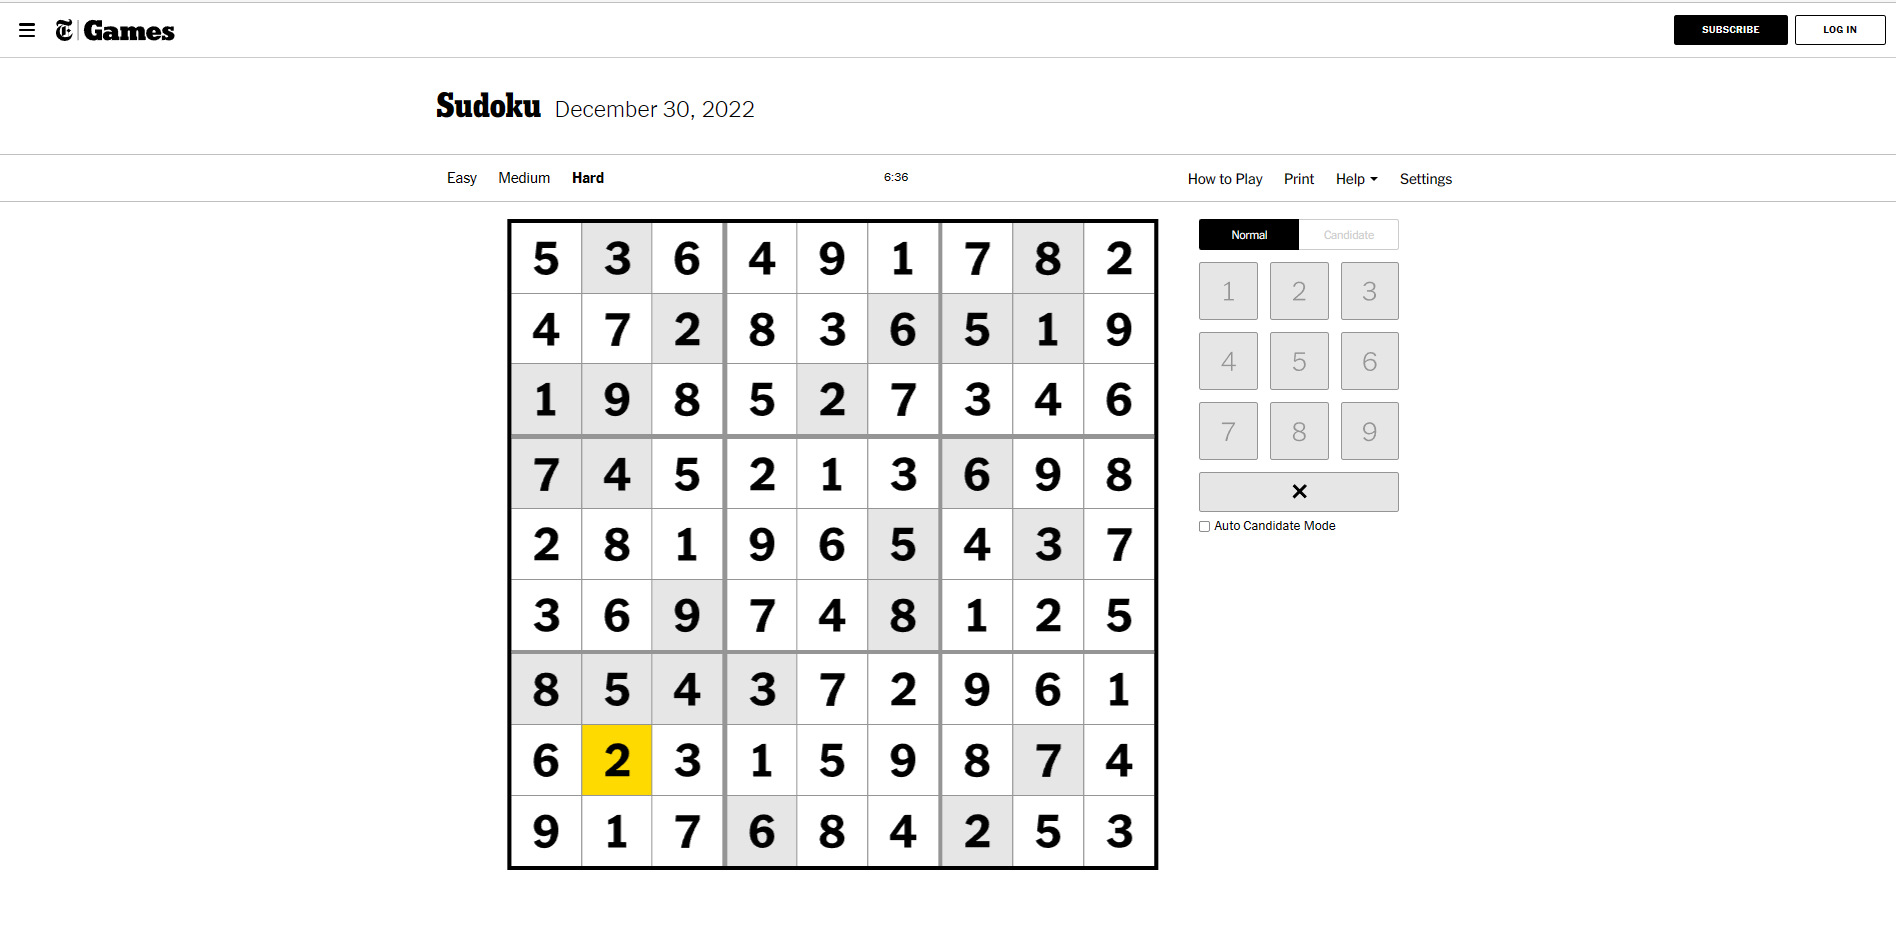 Games
SUBSCRIBE
LOG IN
Sudoku December 30, 2022
Easy Medium Hard
6:36
How to Play Print Help Settings
5 3 6 4 9 1 7 8 2
4 7 2 8 3 6 5 1 9
1 9 8 5 2 7 3 4 6
7 4 5 2 1 3 6 9 8
2 8 1 9 6 5 4 3 7
3 6 9 7 4 8 1 2 5
8 5 4 3 7 2 9 6 1
6 2 3 1 5 9 8 7 4
9 1 7 6 8 4 2 5 3
Normal Candidate
1 2 3
4 5 6
7 8 9
Auto Candidate Mode